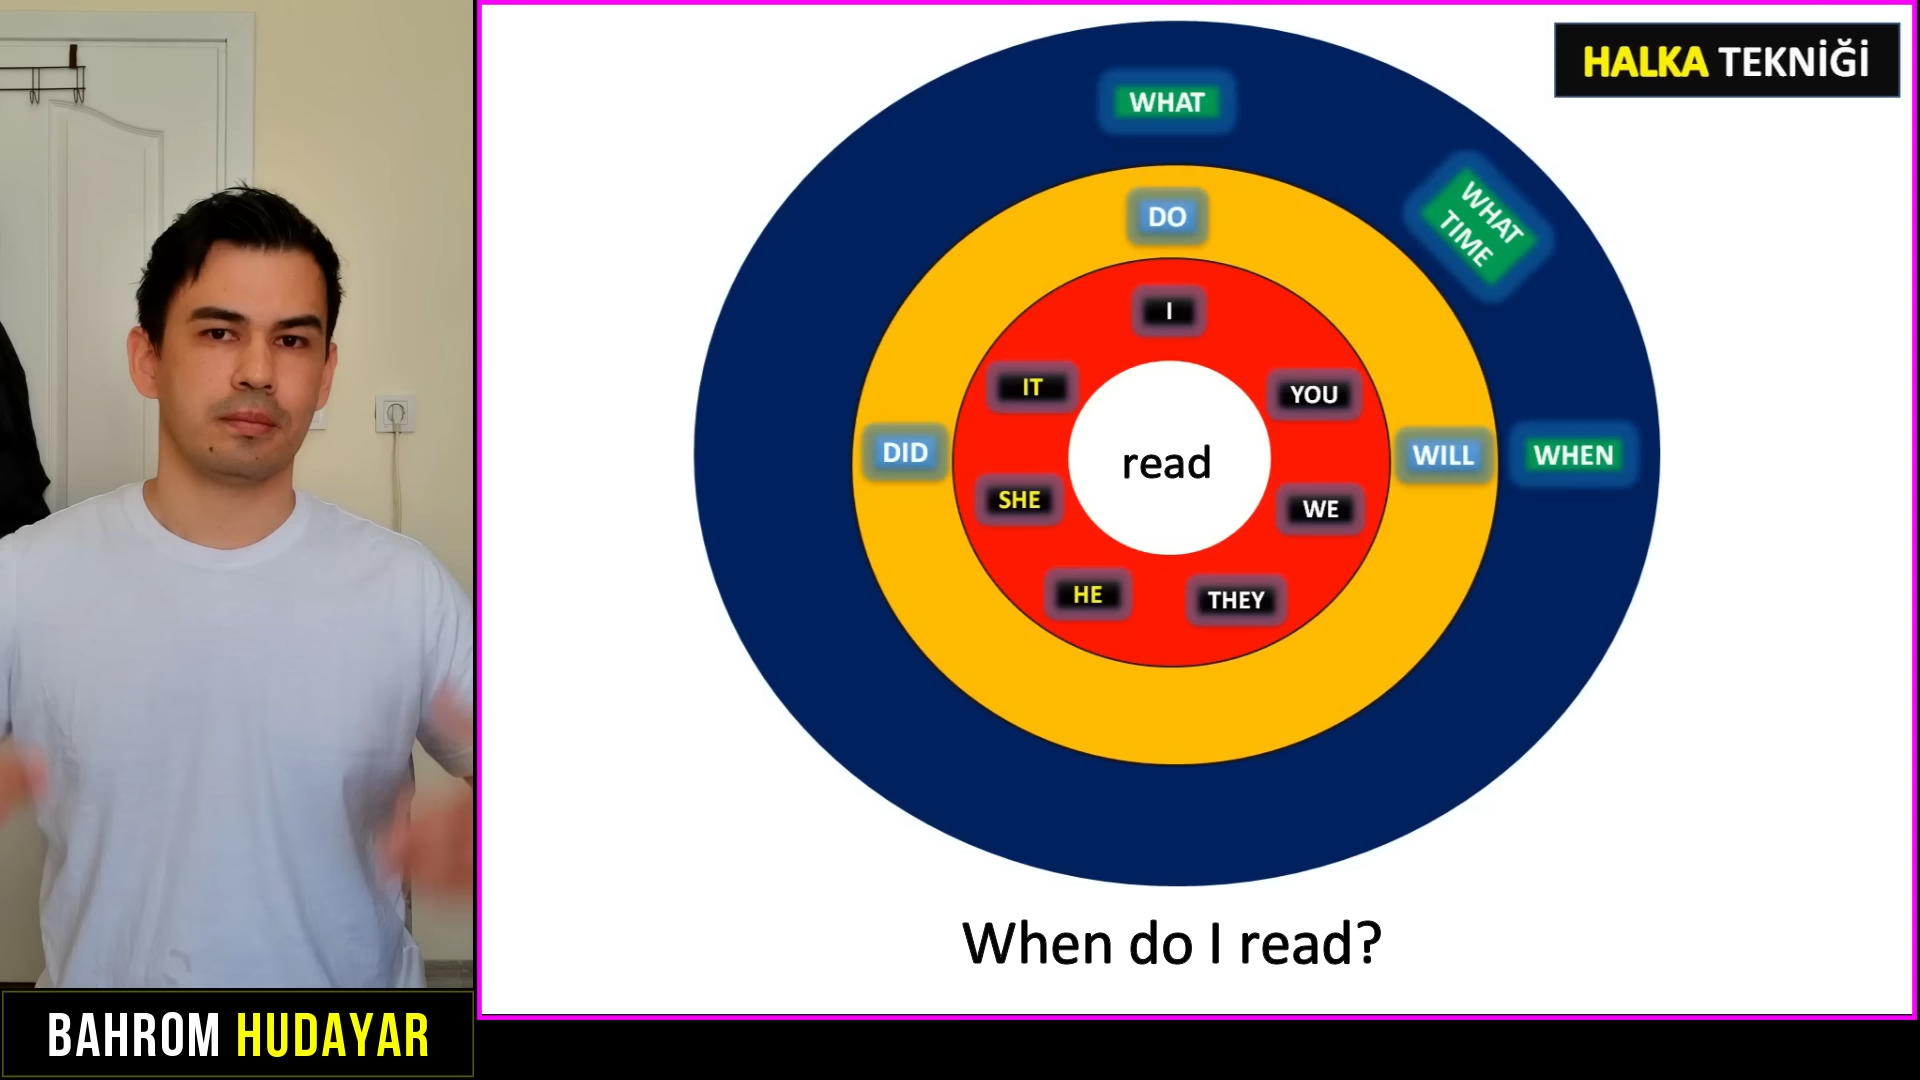 HALKA TEKNİĞİ
WHAT
WHAT
TIME
DO
I
IT
YOU
DID
WILL
WHEN
read
SHE
WE
HE
THEY
When do I read?
BAHROM HUDAYAR